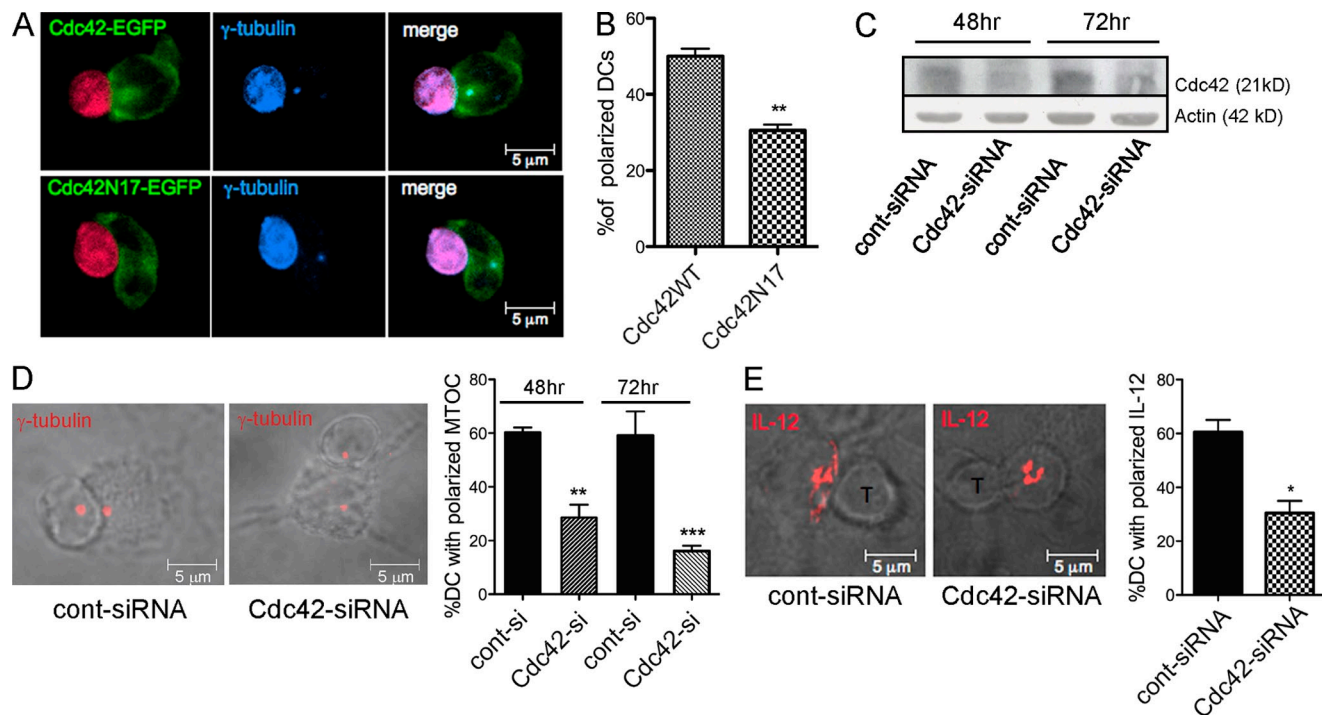 A
Cdc42-EGFP
γ-tubulin
merge
5 μm
Cdc42N17-EGFP
γ-tubulin
merge
5 μm
B
%of polarized DCs
60
40
20
0
**
Cdc42WT
Cdc42N17
C
48hr
72hr
Cdc42 (21kD)
Actin (42 kD)
cont-siRNA
Cdc42-siRNA
cont-siRNA
Cdc42-siRNA
D
γ-tubulin
5 μm
cont-siRNA
γ-tubulin
5 μm
Cdc42-siRNA
%DC with polarized MTOC
80
60
40
20
0
48hr
72hr
**
***
cont-si
Cdc42-si
cont-si
Cdc42-si
E
IL-12
T
5 μm
cont-siRNA
IL-12
T
5 μm
Cdc42-siRNA
%DC with polarized IL-12
80
60
40
20
0
*
cont-siRNA
Cdc42-siRNA